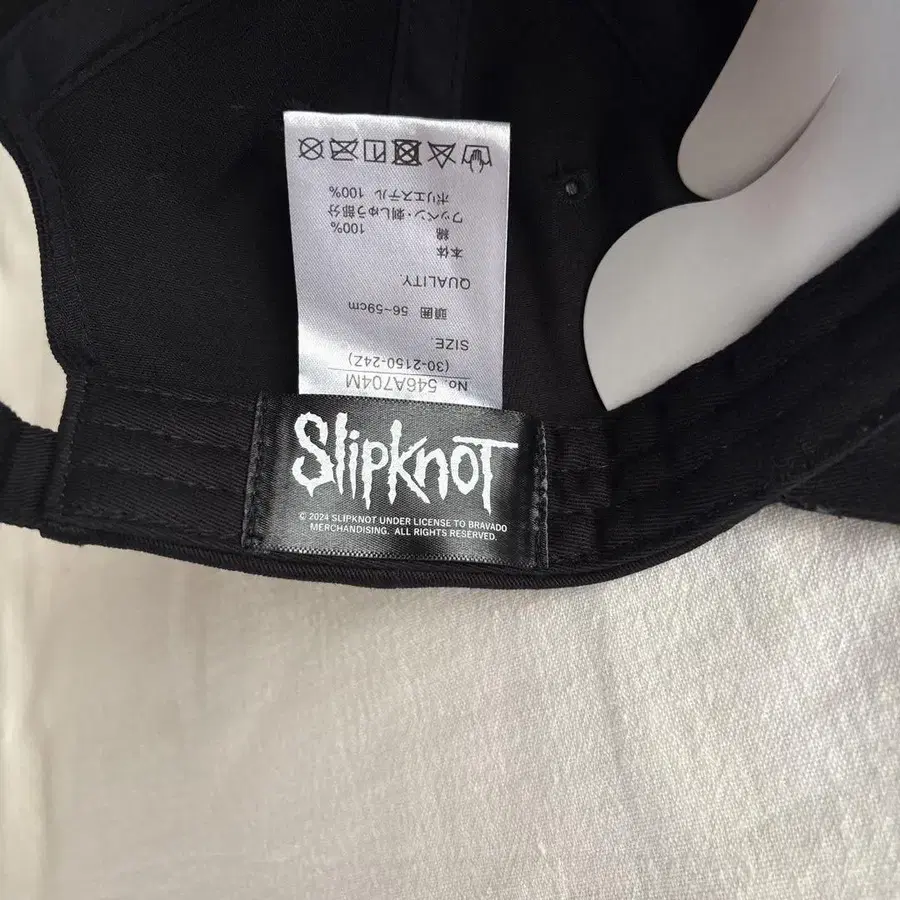 No. 546A704M
(30-2150-24Z)
SIZE.
頭囲 56~59cm
QUALITY.
本体
綿 100%
ワッペン・刺しゅう部分
ポリエステル 100%
Slipknot
© 2024 SLIPKNOT UNDER LICENSE TO BRAVADO
MERCHANDISING. ALL RIGHTS RESERVED.